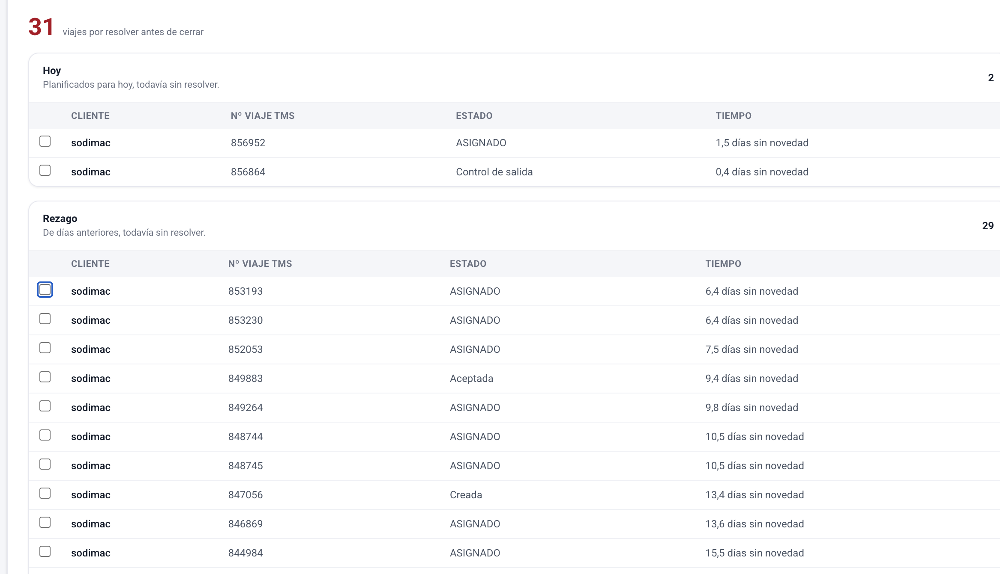 31 viajes por resolver antes de cerrar
Hoy
Planificados para hoy, todavía sin resolver.
2
CLIENTE Nº VIAJE TMS ESTADO TIEMPO
sodimac 856952 ASIGNADO 1,5 días sin novedad
sodimac 856864 Control de salida 0,4 días sin novedad
Rezago
De días anteriores, todavía sin resolver.
29
CLIENTE Nº VIAJE TMS ESTADO TIEMPO
sodimac 853193 ASIGNADO 6,4 días sin novedad
sodimac 853230 ASIGNADO 6,4 días sin novedad
sodimac 852053 ASIGNADO 7,5 días sin novedad
sodimac 849883 Aceptada 9,4 días sin novedad
sodimac 849264 ASIGNADO 9,8 días sin novedad
sodimac 848744 ASIGNADO 10,5 días sin novedad
sodimac 848745 ASIGNADO 10,5 días sin novedad
sodimac 847056 Creada 13,4 días sin novedad
sodimac 846869 ASIGNADO 13,6 días sin novedad
sodimac 844984 ASIGNADO 15,5 días sin novedad